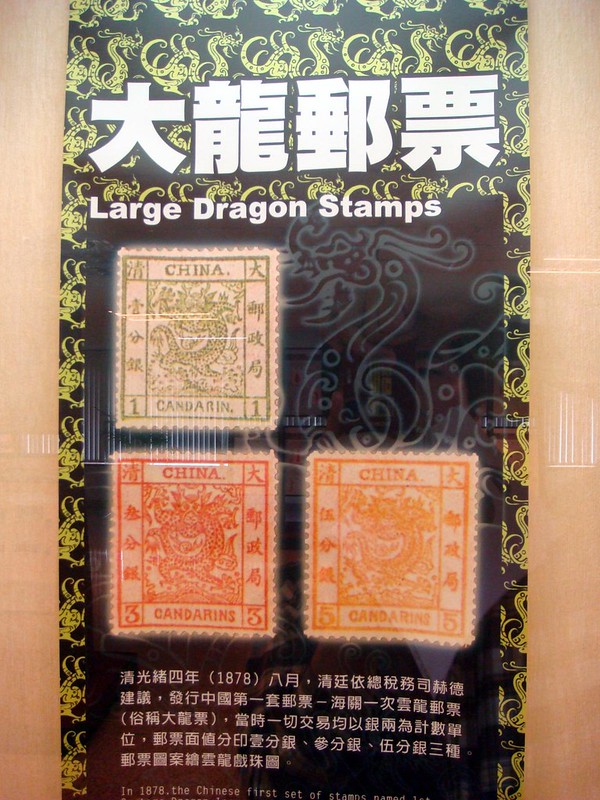 大龍郵票
Large Dragon Stamps
清 CHINA. 大
壹分銀
郵政局
1 CANDARIN. 1
清 CHINA. 大
叁分銀
郵政局
3 CANDARINS 3
清 CHINA. 大
伍分銀
郵政局
5 CANDARINS 5
清光緒四年（1878）八月，清廷依總稅務司赫德
建議，發行中國第一套郵票－海關一次雲龍郵票
（俗稱大龍票），當時一切交易均以銀兩為計數單
位，郵票面值分印壹分銀、參分銀、伍分銀三種。
郵票圖案繪雲龍戲珠圖。
In 1878,the Chinese first set of stamps named 1st